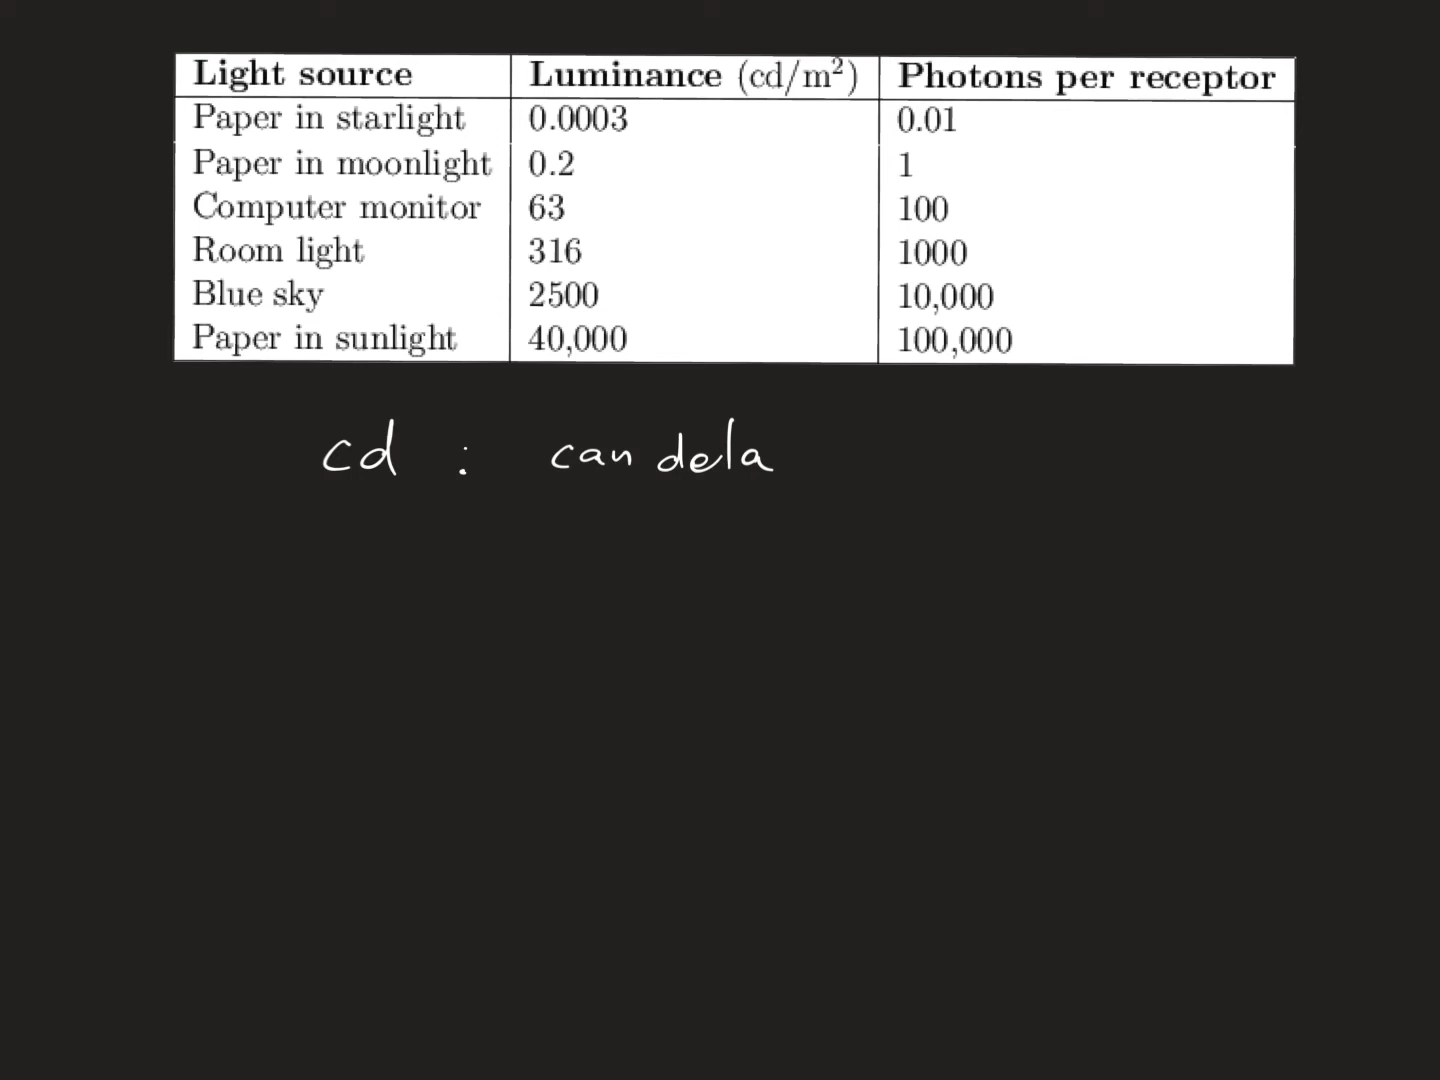 Light source Luminance (cd/m²) Photons per receptor
Paper in starlight 0.0003 0.01
Paper in moonlight 0.2 1
Computer monitor 63 100
Room light 316 1000
Blue sky 2500 10,000
Paper in sunlight 40,000 100,000
cd : candela